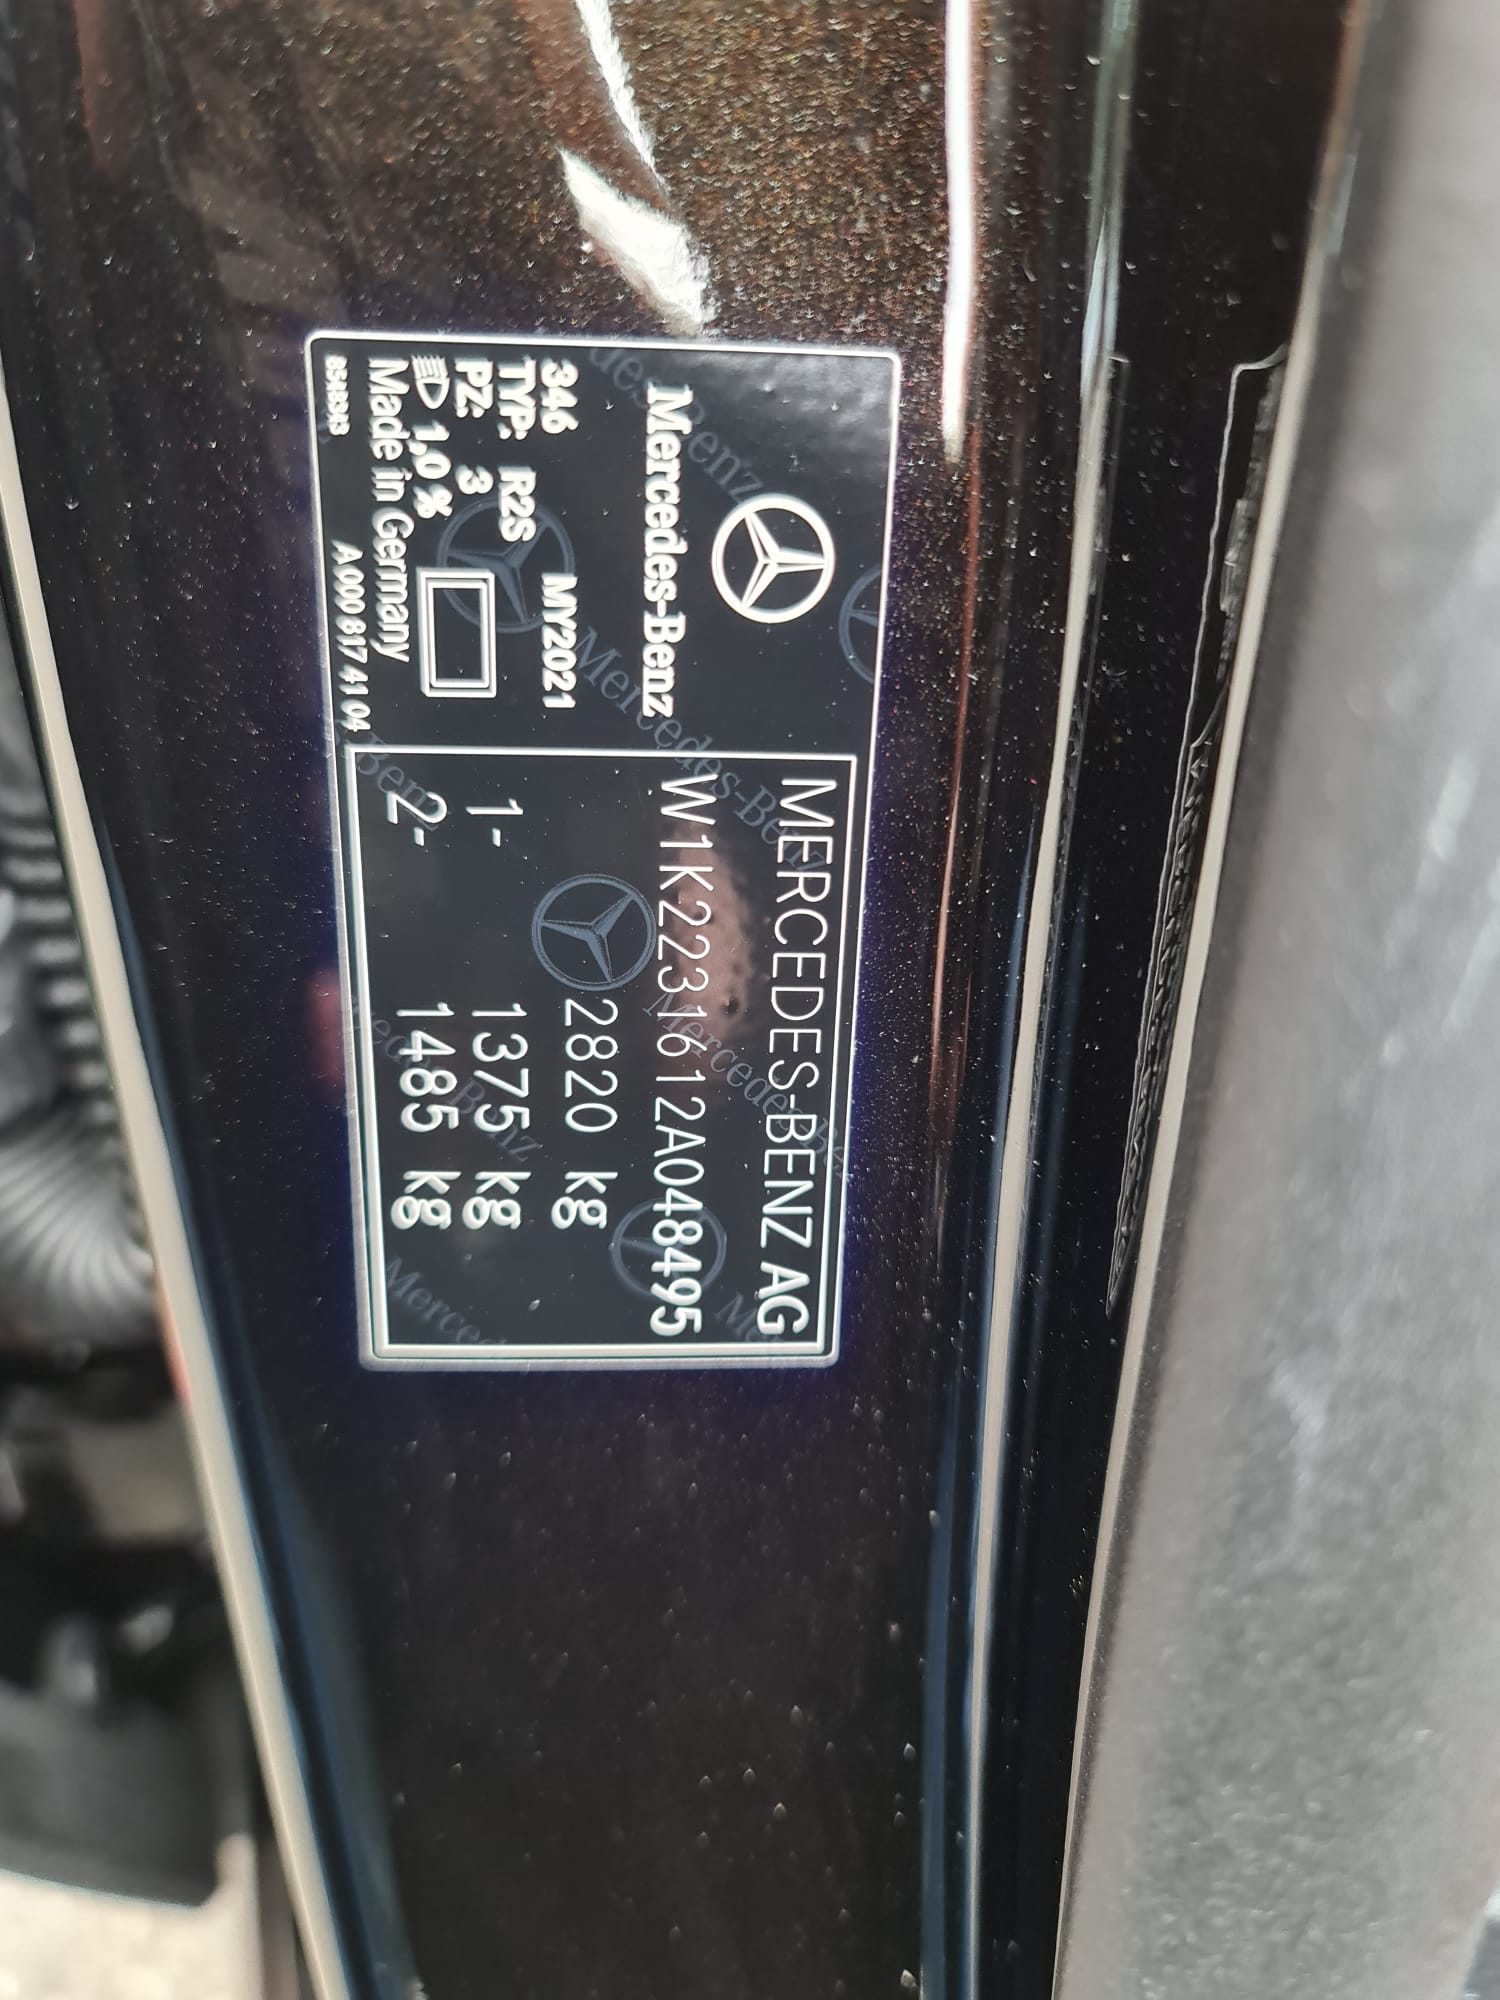 Mercedes-Benz
346 MY2021
TYP: R2S
PZ: 3
1,0 %
Made in Germany
A 000 817 41 04
MERCEDES-BENZ AG
W1K2231612A048495
2820 kg
1- 1375 kg
2- 1485 kg